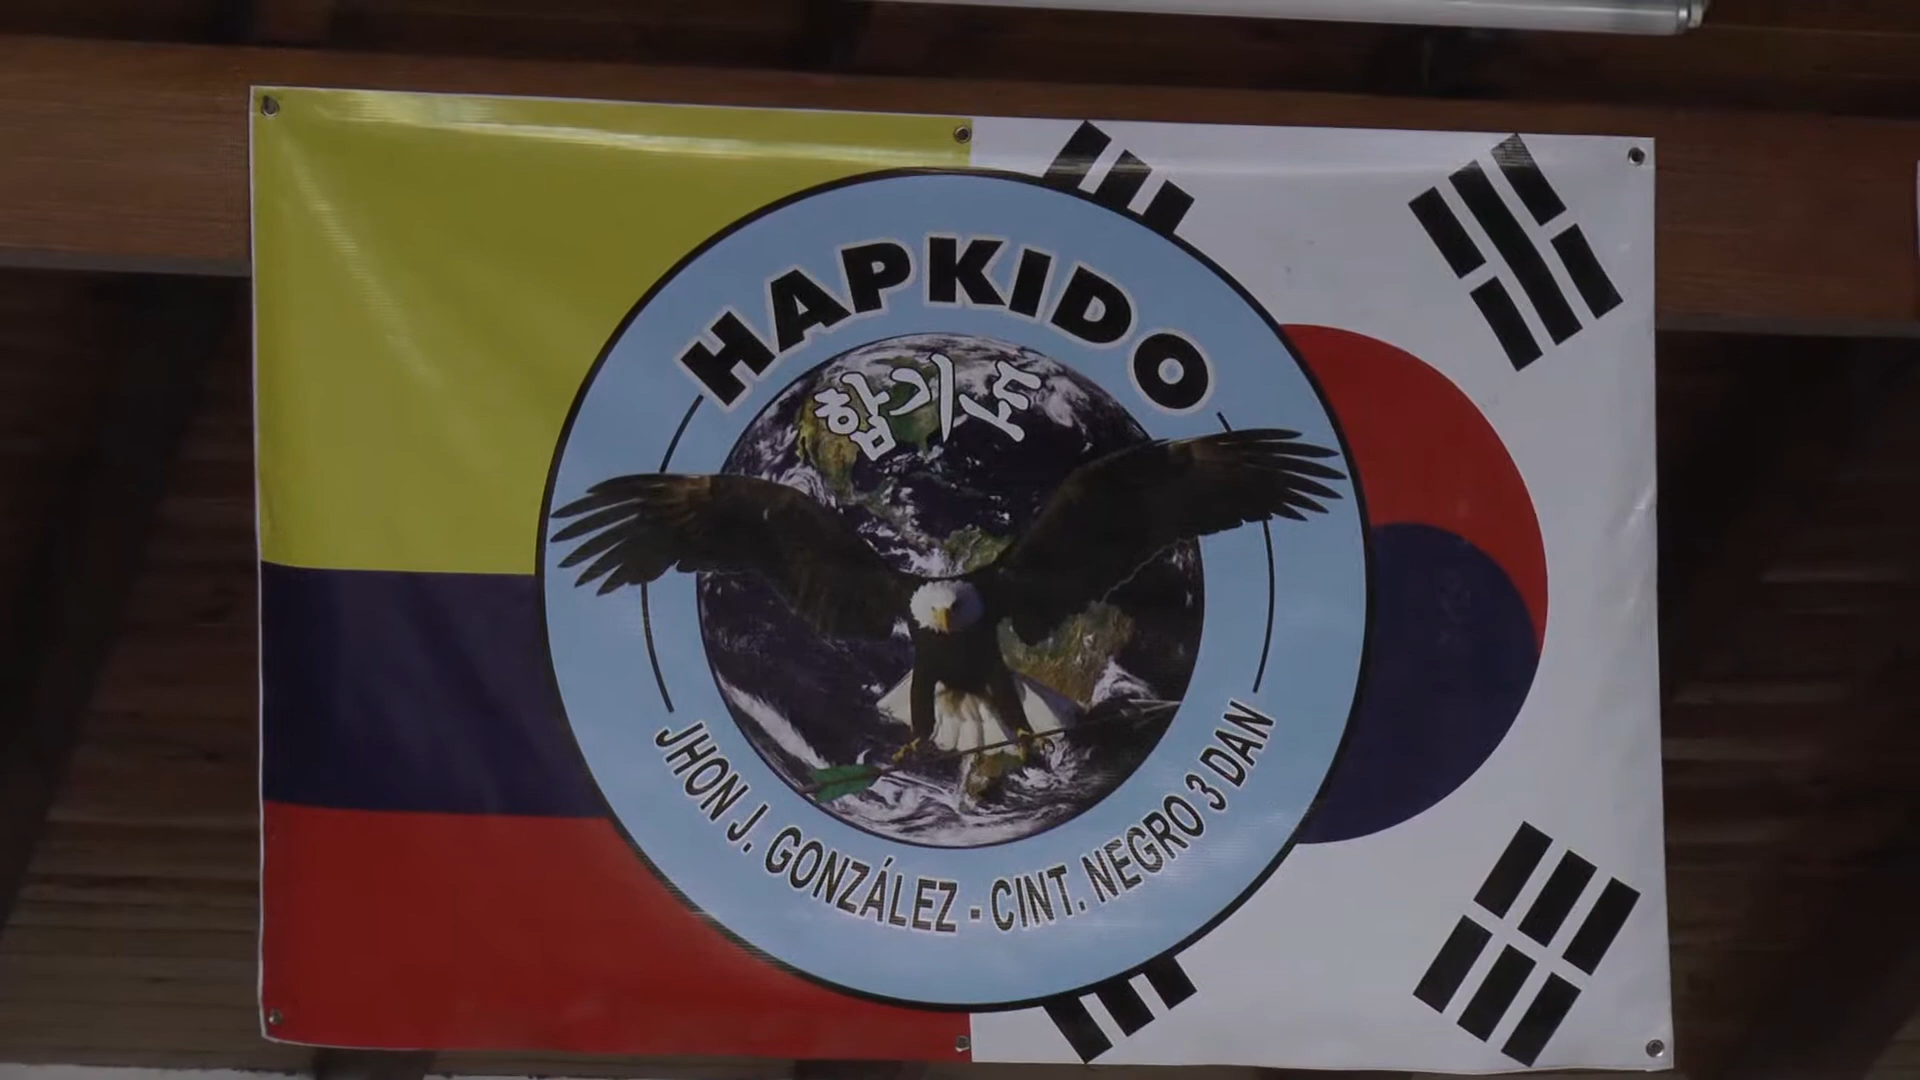 HAPKIDO
합기도
JHON J. GONZÁLEZ - CINT. NEGRO 3 DAN